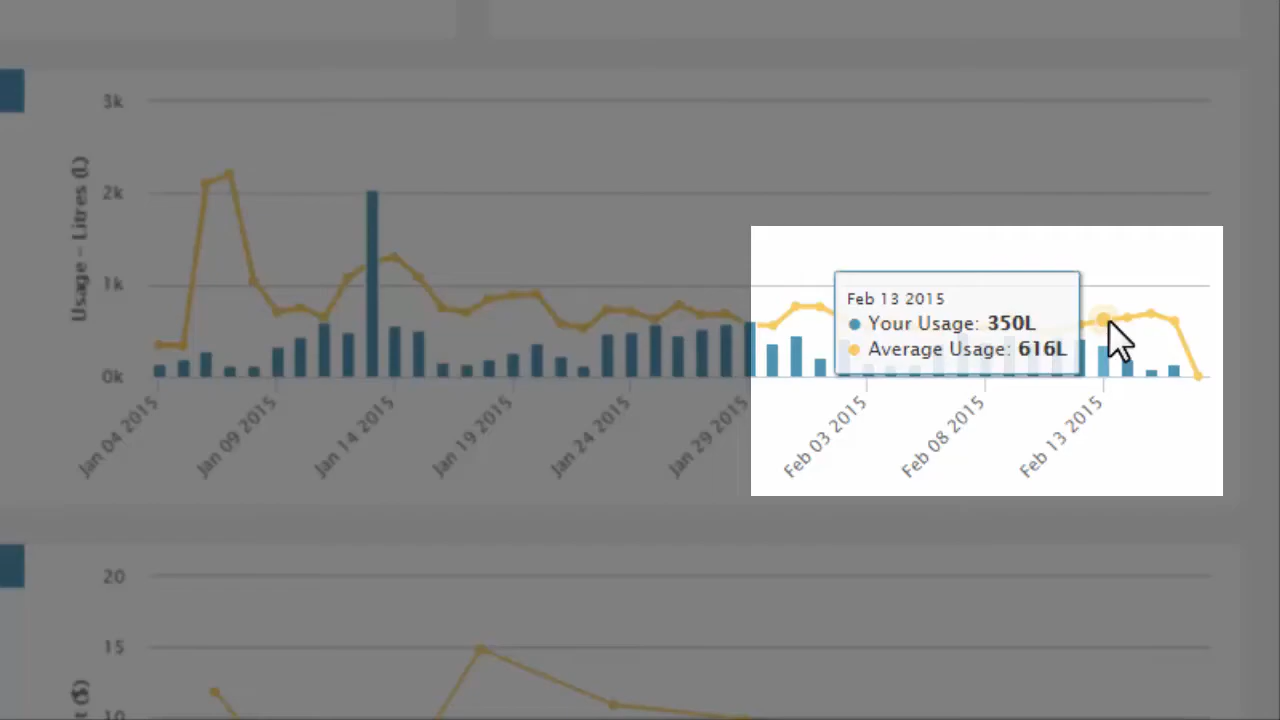 3k
2k
1k
0k
Usage - Litres (L)
Feb 13 2015
Your Usage: 350L
Average Usage: 616L
Jan 04 2015
Jan 09 2015
Jan 14 2015
Jan 19 2015
Jan 24 2015
Jan 29 2015
Feb 03 2015
Feb 08 2015
Feb 13 2015
20
15
10
($)